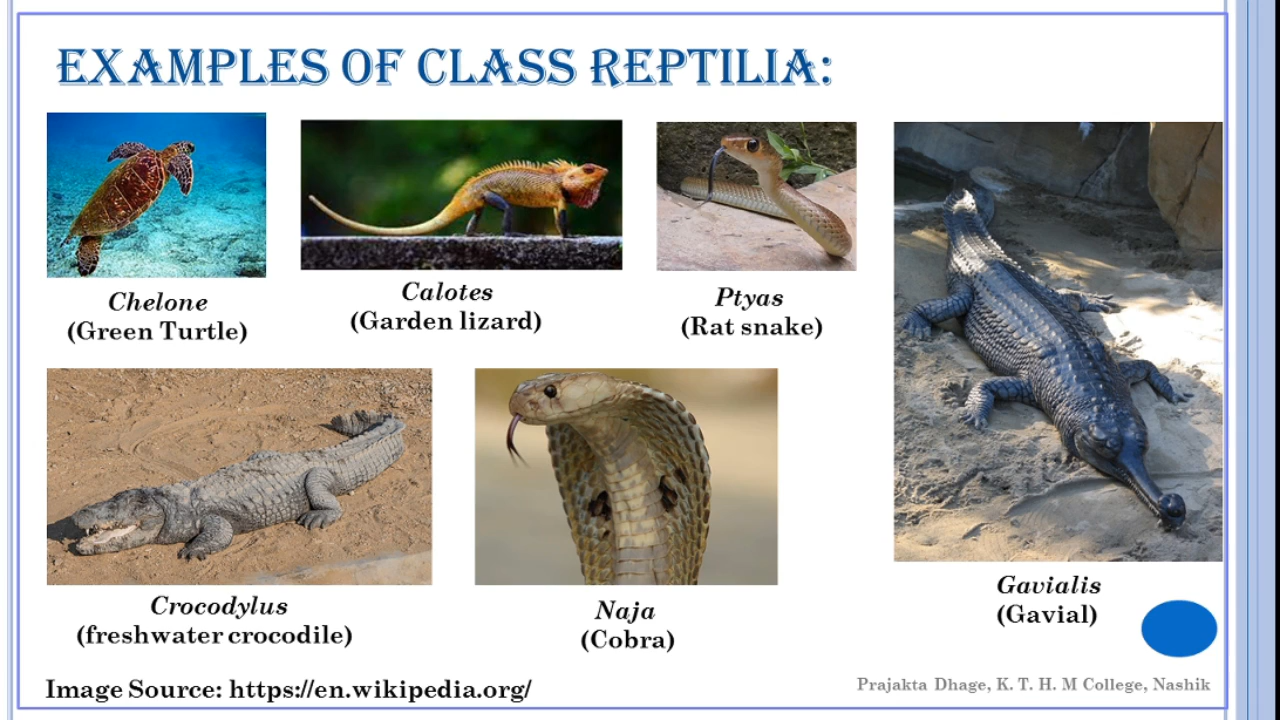 EXAMPLES OF CLASS REPTILIA:
Chelone
(Green Turtle)
Calotes
(Garden lizard)
Ptyas
(Rat snake)
Crocodylus
(freshwater crocodile)
Naja
(Cobra)
Gavialis
(Gavial)
Image Source: https://en.wikipedia.org/
Prajakta Dhage, K. T. H. M College, Nashik